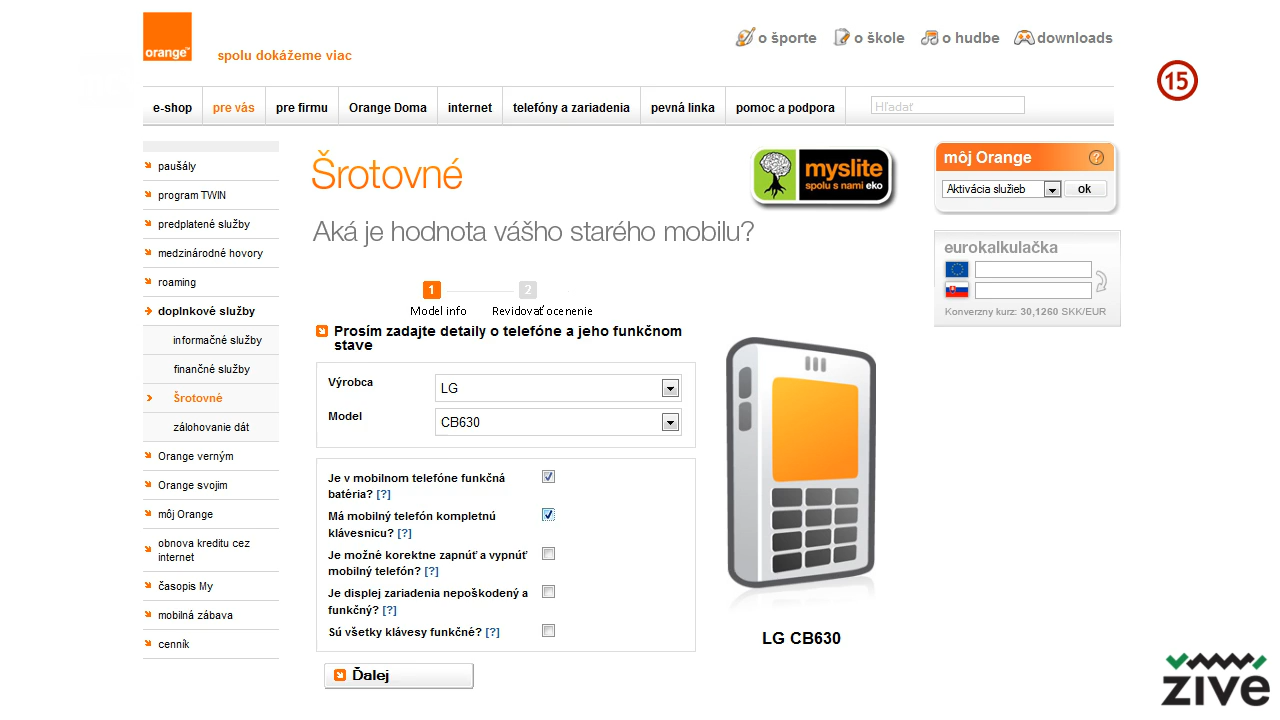 orange™
spolu dokážeme viac
o športe
o škole
o hudbe
downloads
15
e-shop
pre vás
pre firmu
Orange Doma
internet
telefóny a zariadenia
pevná linka
pomoc a podpora
Hľadať
paušály
program TWIN
predplatené služby
medzinárodné hovory
roaming
doplnkové služby
informačné služby
finančné služby
Šrotovné
zálohovanie dát
Orange verným
Orange svojim
môj Orange
obnova kreditu cez
internet
časopis My
mobilná zábava
cenník
Šrotovné
myslite
spolu s nami eko
Aká je hodnota vášho starého mobilu?
1
2
Model info
Revidovať ocenenie
Prosím zadajte detaily o telefóne a jeho funkčnom
stave
Výrobca
LG
Model
CB630
Je v mobilnom telefóne funkčná
batéria? [?]
Má mobilný telefón kompletnú
klávesnicu? [?]
Je možné korektne zapnúť a vypnúť
mobilný telefón? [?]
Je displej zariadenia nepoškodený a
funkčný? [?]
Sú všetky klávesy funkčné? [?]
Ďalej
LG CB630
môj Orange
?
Aktivácia služieb
ok
eurokalkulačka
Konverzny kurz: 30,1260 SKK/EUR
zive